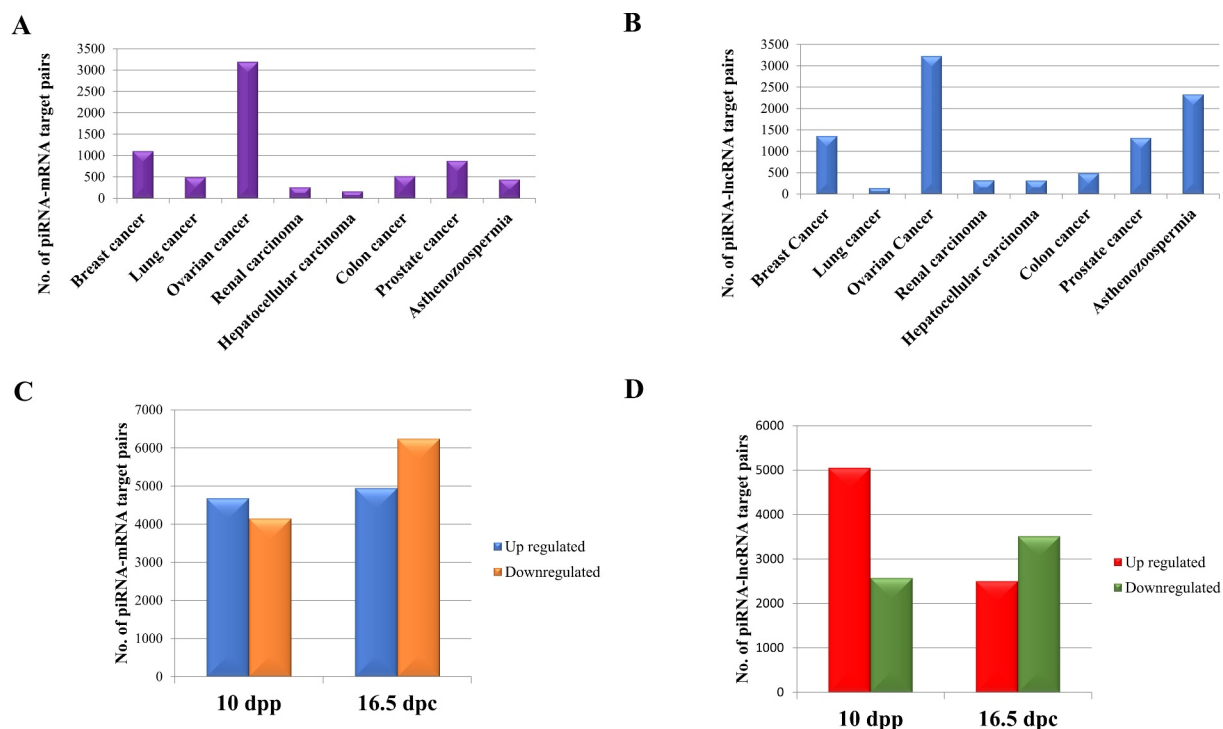 A
No. of piRNA-mRNA target pairs
3500
3000
2500
2000
1500
1000
500
0
Breast cancer
Lung cancer
Ovarian cancer
Renal carcinoma
Hepatocellular carcinoma
Colon cancer
Prostate cancer
Asthenozoospermia
B
No. of piRNA-lncRNA target pairs
3500
3000
2500
2000
1500
1000
500
0
Breast Cancer
Lung cancer
Ovarian Cancer
Renal carcinoma
Hepatocellular carcinoma
Colon cancer
Prostate cancer
Asthenozoospermia
C
No. of piRNA-mRNA target pairs
7000
6000
5000
4000
3000
2000
1000
0
10 dpp
16.5 dpc
Up regulated
Downregulated
D
No. of piRNA-lncRNA target pairs
6000
5000
4000
3000
2000
1000
0
10 dpp
16.5 dpc
Up regulated
Downregulated